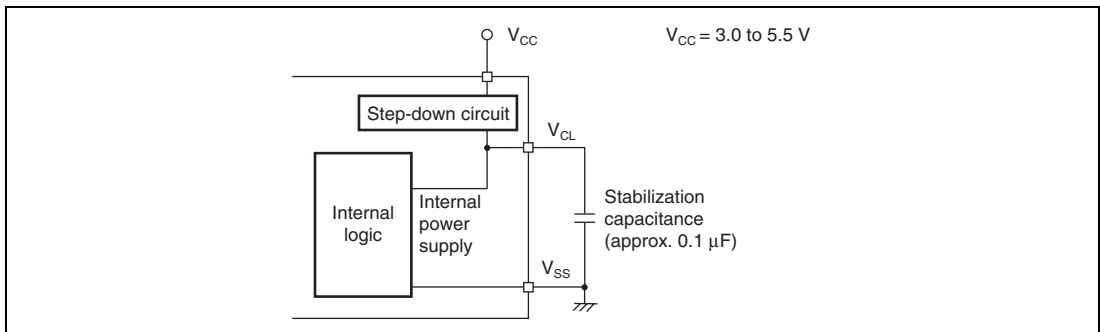 V_CC
V_CC = 3.0 to 5.5 V
Step-down circuit
V_CL
Internal
logic
Internal
power
supply
Stabilization
capacitance
(approx. 0.1 μF)
V_SS